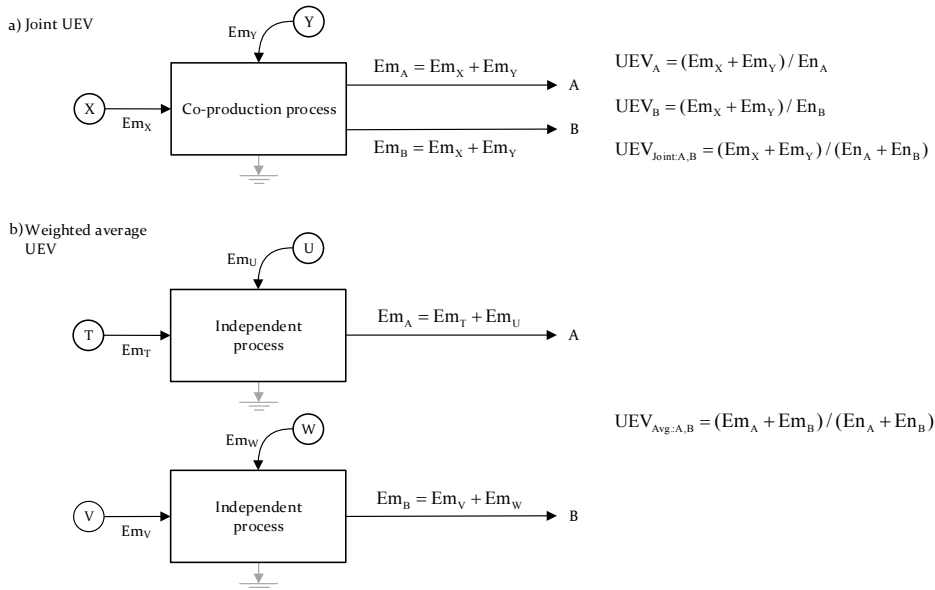 a) Joint UEV
Y
Em_Y
X
Em_X
Co-production process
Em_A = Em_X + Em_Y
A
B
Em_B = Em_X + Em_Y
UEV_A = (Em_X + Em_Y) / En_A
UEV_B = (Em_X + Em_Y) / En_B
UEV_Joint:A,B = (Em_X + Em_Y) / (En_A + En_B)
b) Weighted average
UEV
U
Em_U
T
Em_T
Independent
process
Em_A = Em_T + Em_U
A
W
Em_W
V
Em_V
Independent
process
Em_B = Em_V + Em_W
B
UEV_Avg.:A,B = (Em_A + Em_B) / (En_A + En_B)